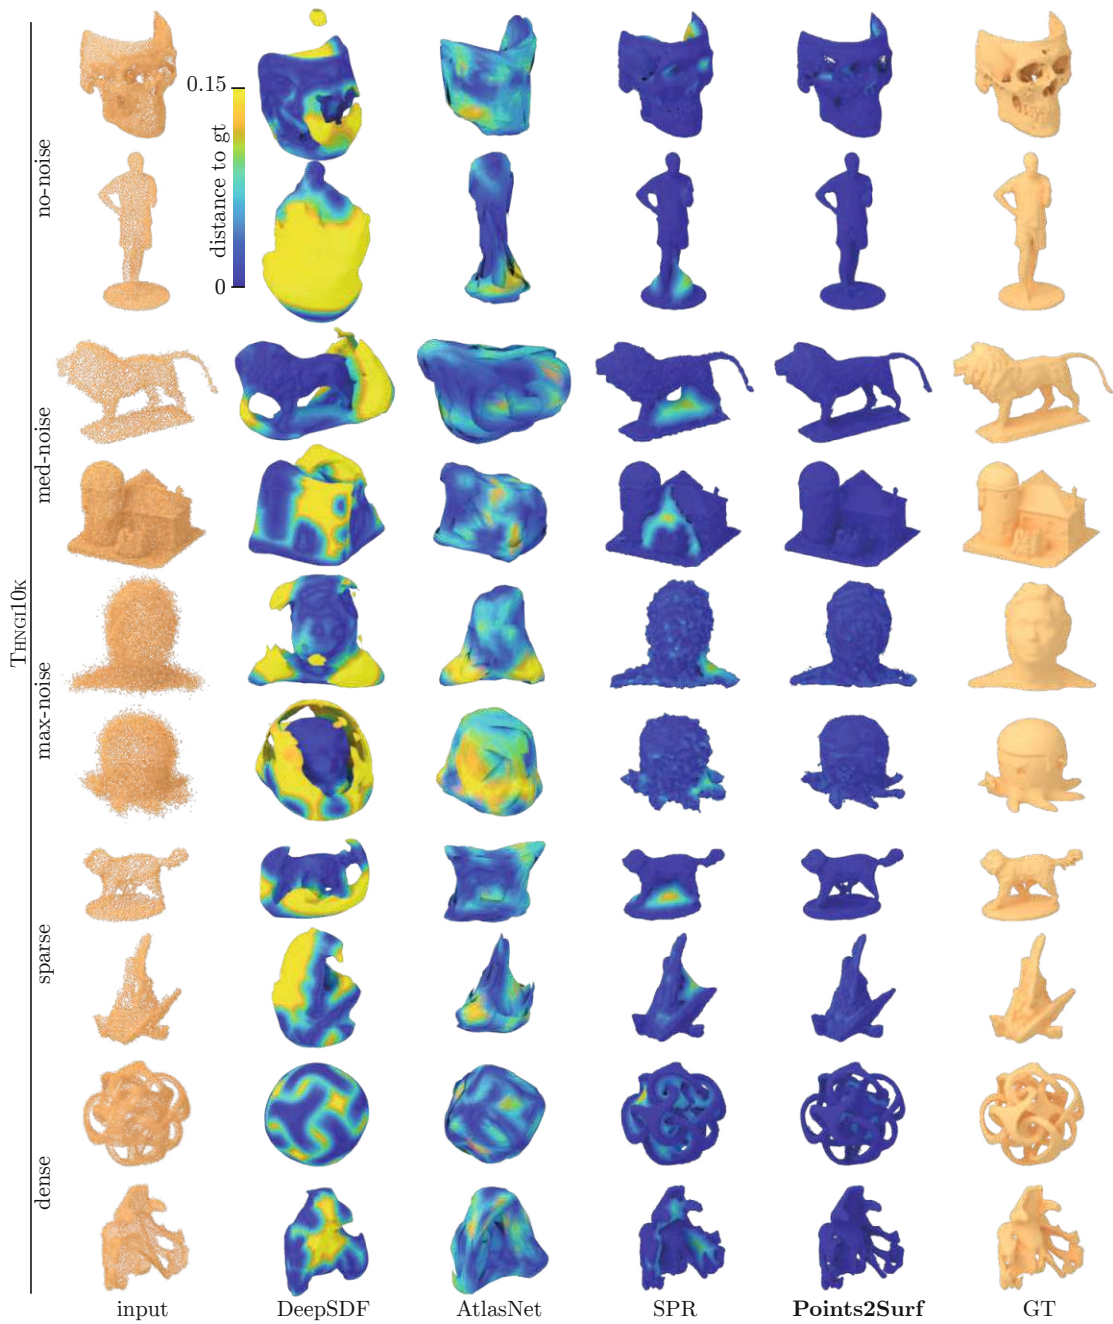 0.15
distance to gt
0
no-noise
med-noise
THNGI10K
max-noise
sparse
dense
input
DeepSDF
AtlasNet
SPR
Points2Surf
GT